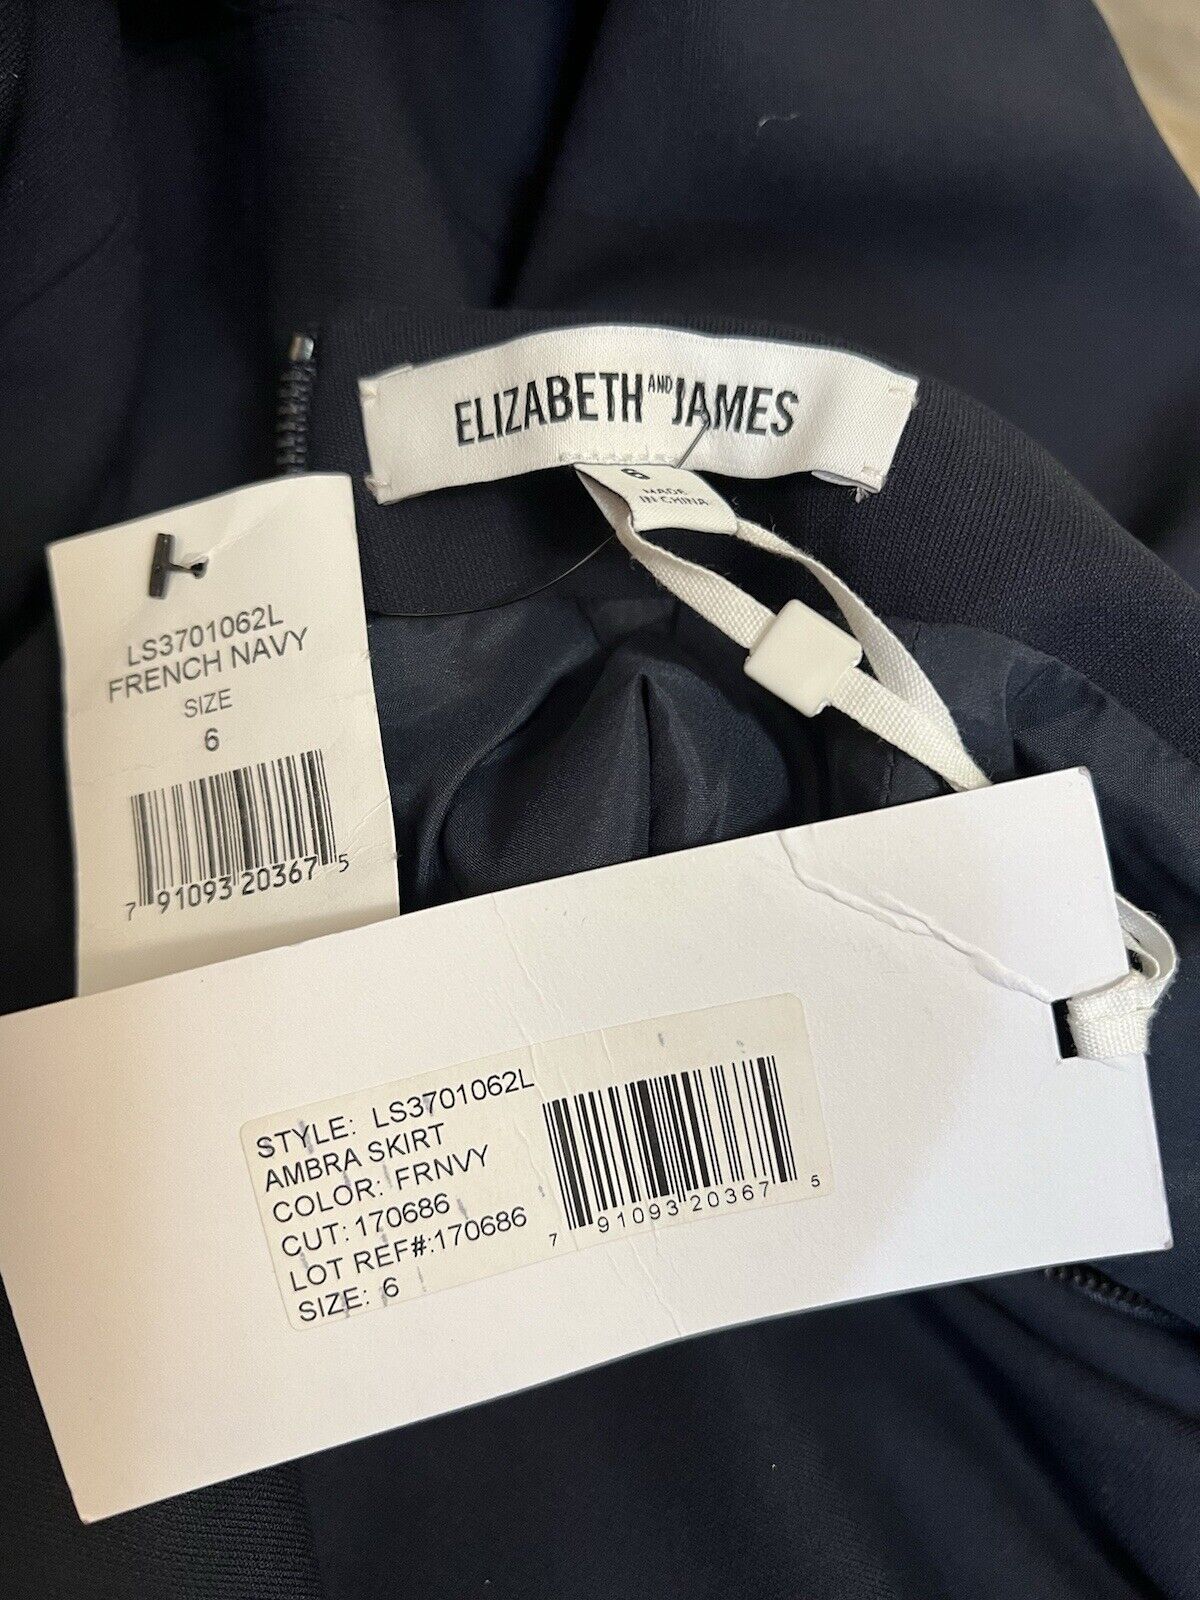 ELIZABETH AND JAMES
6
MADE
IN CHINA
LS3701062L
FRENCH NAVY
SIZE
6
7 91093 20367 5
STYLE: LS3701062L
AMBRA SKIRT
COLOR: FRNVY
CUT: 170686
LOT REF#:170686
SIZE: 6
7 91093 20367 5